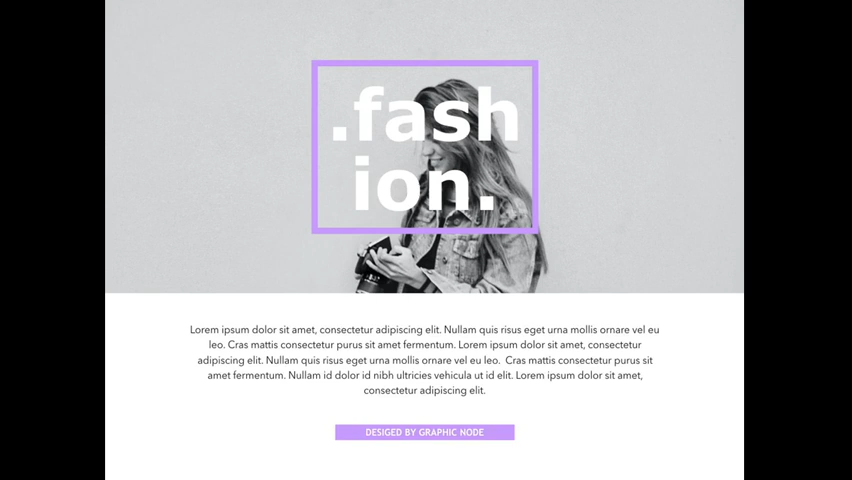 .fash
ion.
Lorem ipsum dolor sit amet, consectetur adipiscing elit. Nullam quis risus eget urna mollis ornare vel eu
leo. Cras mattis consectetur purus sit amet fermentum. Lorem ipsum dolor sit amet, consectetur
adipiscing elit. Nullam quis risus eget urna mollis ornare vel eu leo.  Cras mattis consectetur purus sit
amet fermentum. Nullam id dolor id nibh ultricies vehicula ut id elit. Lorem ipsum dolor sit amet,
consectetur adipiscing elit.
DESIGED BY GRAPHIC NODE